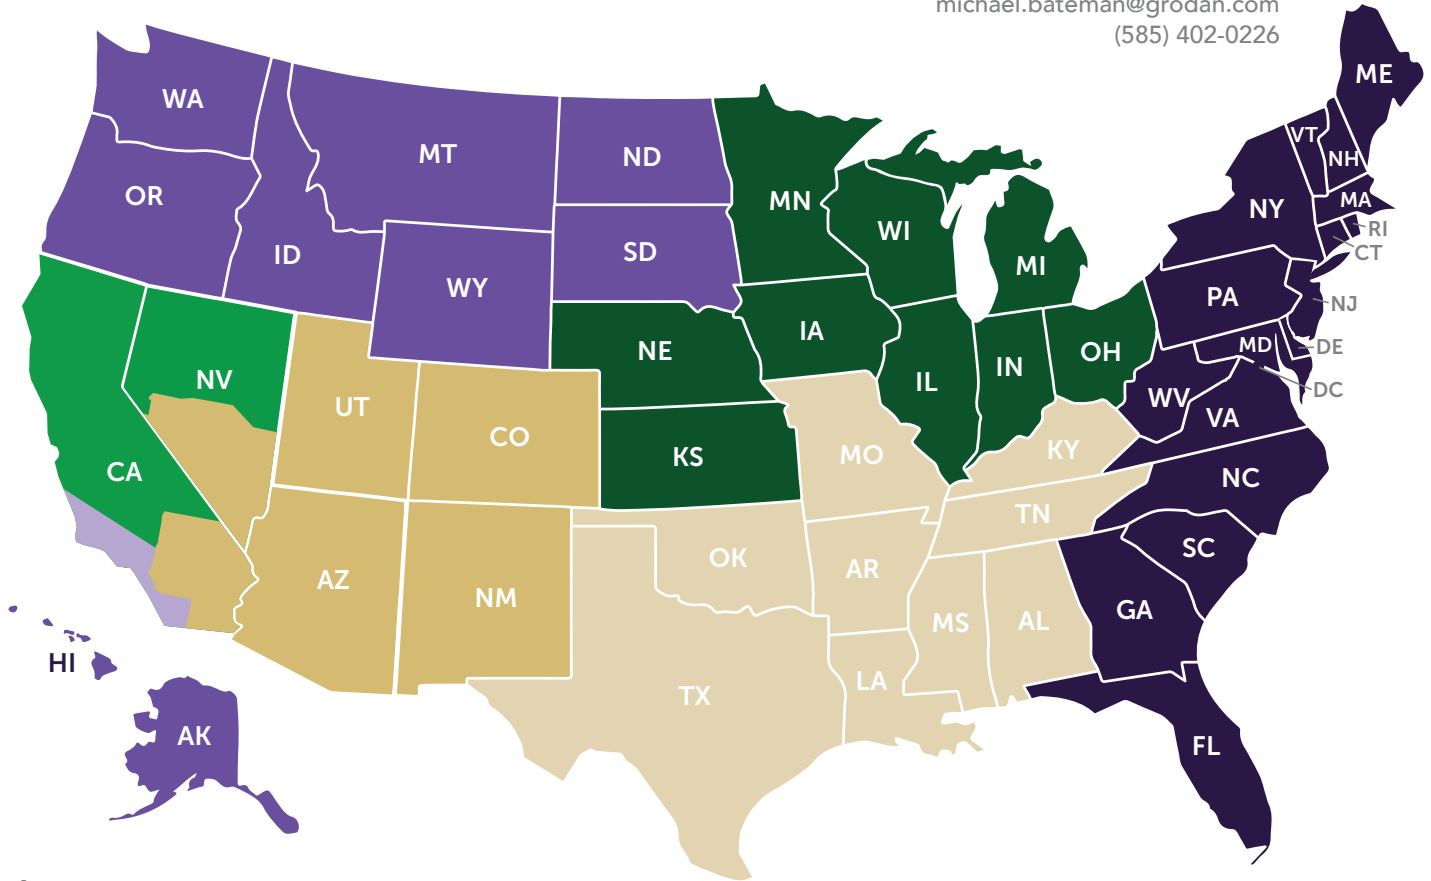 michael.bateman@grodan.com
(585) 402-0226
ME
WA
VT
MT
ND
NH
OR
MN
MA
NY
RI
WI
CT
ID
SD
MI
WY
PA
NJ
IA
MD
DE
NE
OH
IN
NV
IL
DC
WV
UT
VA
CO
KY
MO
KS
CA
NC
TN
SC
OK
AR
AZ
NM
GA
MS
AL
HI
LA
TX
AK
FL